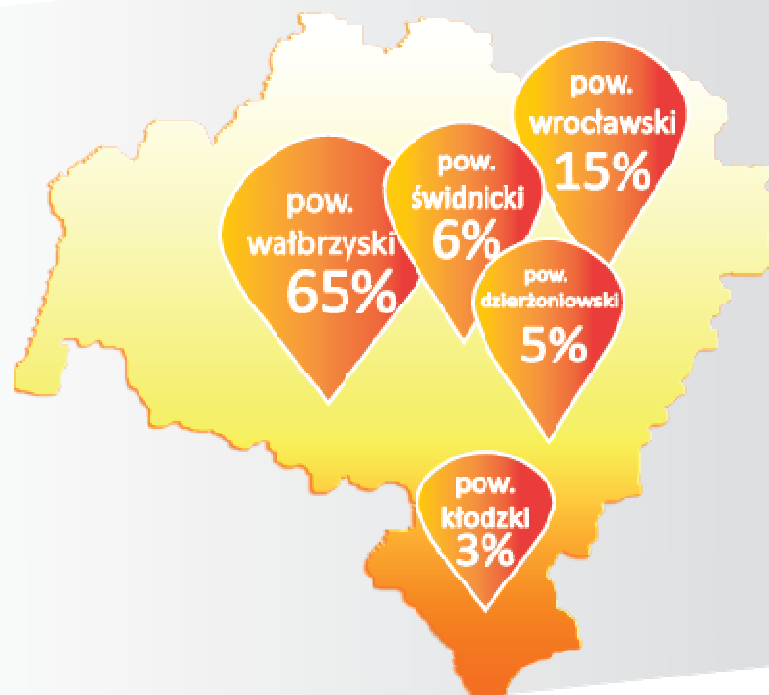 pow.
wrocławski
15%
pow.
świdnicki
6%
pow.
wałbrzyski
65%
pow.
dzierżoniowski
5%
pow.
kłodzki
3%